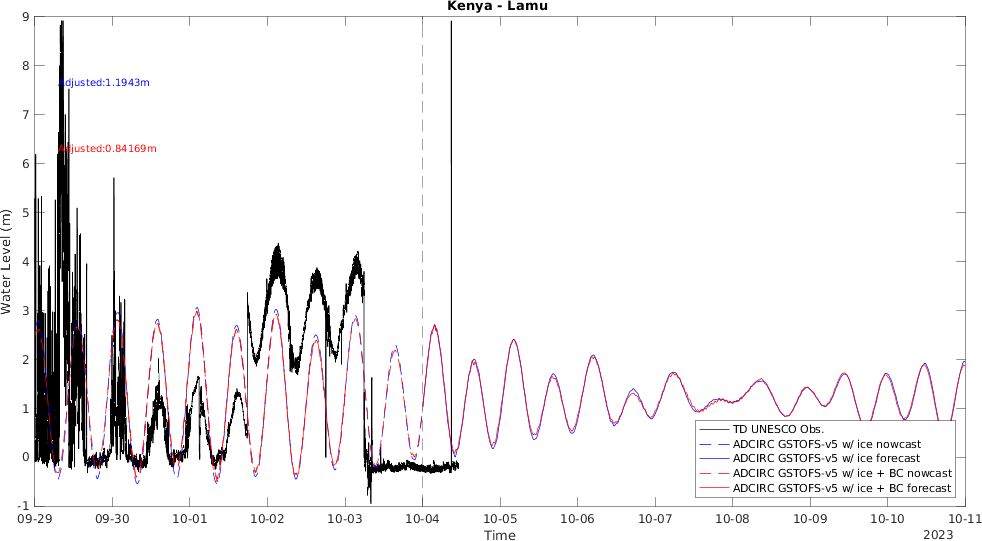 Kenya - Lamu
9
8
7
6
5
4
3
2
1
0
-1
Water Level (m)
Adjusted:1.1943m
Adjusted:0.84169m
TD UNESCO Obs.
ADCIRC GSTOFS-v5 w/ ice nowcast
ADCIRC GSTOFS-v5 w/ ice forecast
ADCIRC GSTOFS-v5 w/ ice + BC nowcast
ADCIRC GSTOFS-v5 w/ ice + BC forecast
09-29 09-30 10-01 10-02 10-03 10-04 10-05 10-06 10-07 10-08 10-09 10-10 10-11
Time
2023